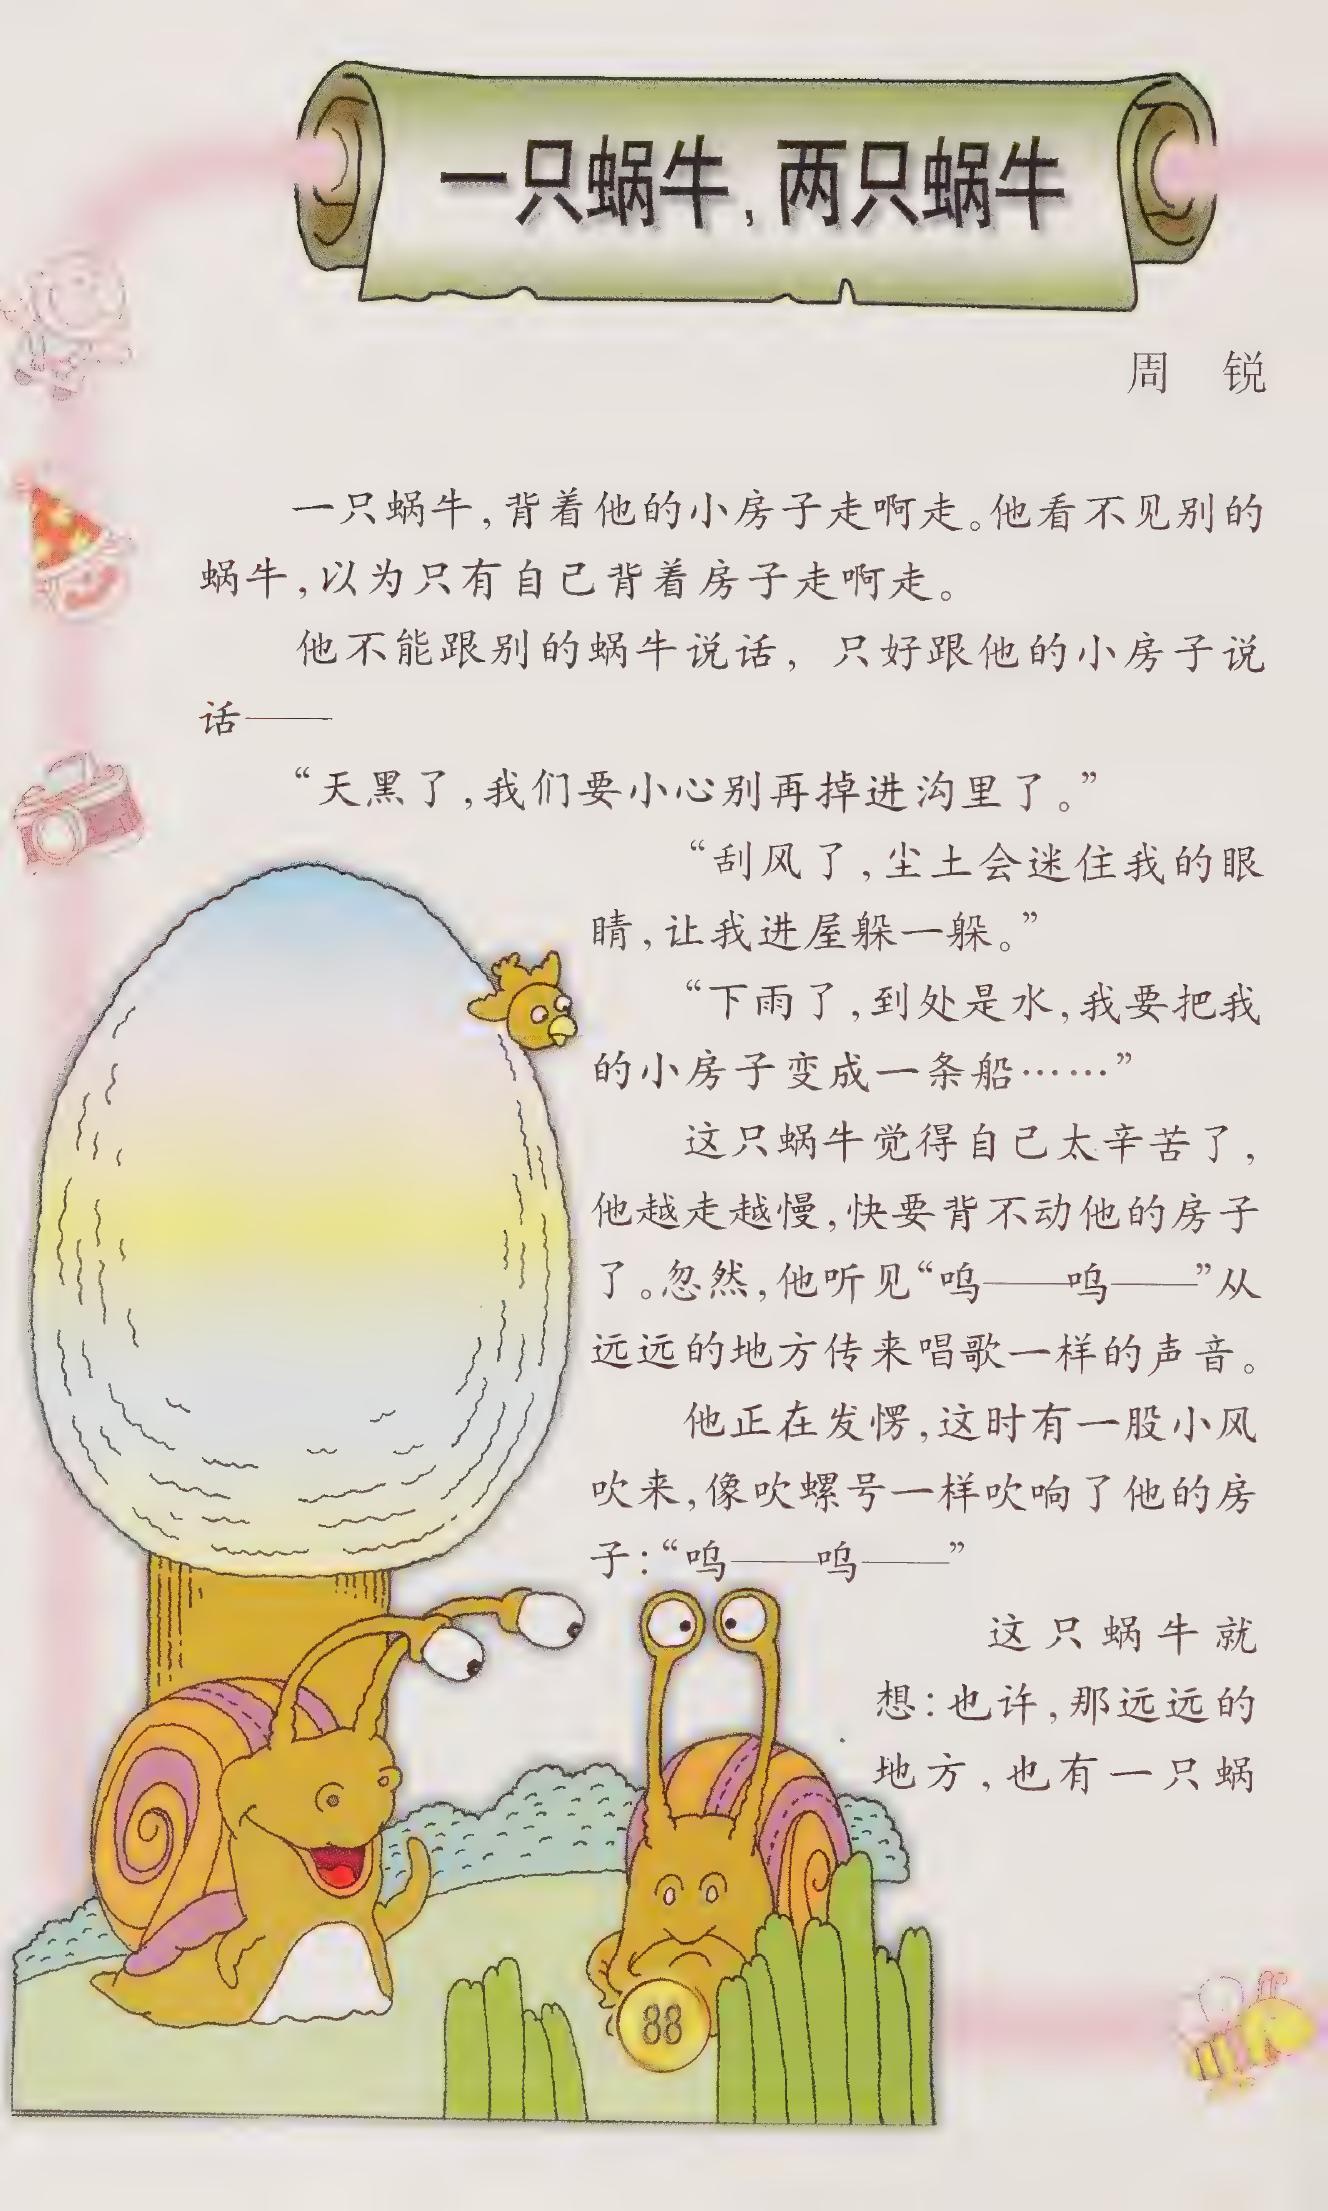 一只蜗牛，两只蜗牛
周 锐
一只蜗牛，背着他的小房子走啊走。他看不见别的
蜗牛，以为只有自己背着房子走啊走。
他不能跟别的蜗牛说话，只好跟他的小房子说
话——
“天黑了，我们要小心别再掉进沟里了。”
“刮风了，尘土会迷住我的眼
睛，让我进屋躲一躲。”
“下雨了，到处是水，我要把我
的小房子变成一条船……”
这只蜗牛觉得自己太辛苦了，
他越走越慢，快要背不动他的房子
了。忽然，他听见“呜——呜——”从
远远的地方传来唱歌一样的声音。
他正在发愣，这时有一股小风
吹来，像吹螺号一样吹响了他的房
子：“呜——呜——”
这只蜗牛就
想：也许，那远远的
地方，也有一只蜗
88